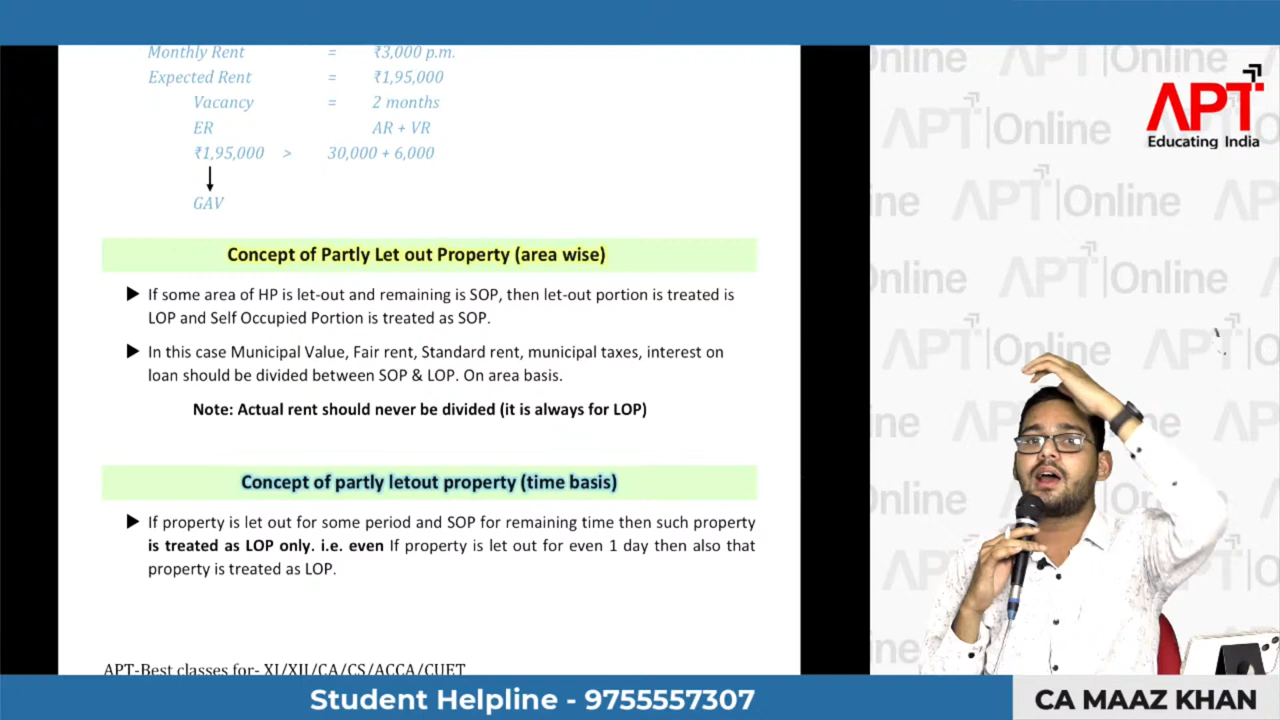 Monthly Rent = ₹3,000 p.m.
Expected Rent = ₹1,95,000
Vacancy = 2 months
ER AR + VR
₹1,95,000 > 30,000 + 6,000
GAV
Concept of Partly Let out Property (area wise)
If some area of HP is let-out and remaining is SOP, then let-out portion is treated is
LOP and Self Occupied Portion is treated as SOP.
In this case Municipal Value, Fair rent, Standard rent, municipal taxes, interest on
loan should be divided between SOP & LOP. On area basis.
Note: Actual rent should never be divided (it is always for LOP)
Concept of partly letout property (time basis)
If property is let out for some period and SOP for remaining time then such property
is treated as LOP only. i.e. even If property is let out for even 1 day then also that
property is treated as LOP.
APT-Best classes for- XI/XII/CA/CS/ACCA/CUET
APT
Educating India
APT|Online
APT|Online
APT|Online
APT|Online
Student Helpline - 9755557307
CA MAAZ KHAN